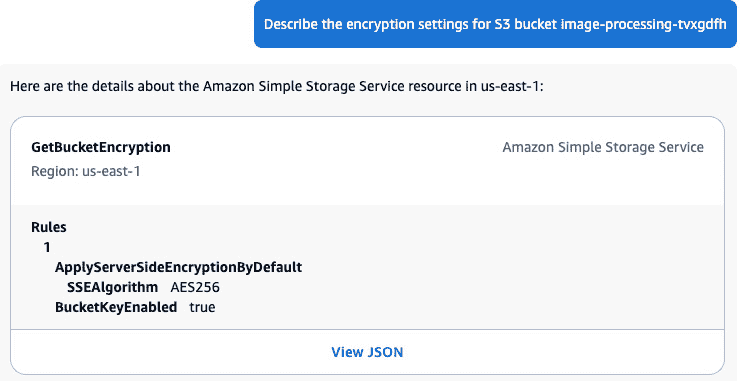 Describe the encryption settings for S3 bucket image-processing-tvxgdfh
Here are the details about the Amazon Simple Storage Service resource in us-east-1:
GetBucketEncryption Amazon Simple Storage Service
Region: us-east-1
Rules
1
ApplyServerSideEncryptionByDefault
SSEAlgorithm AES256
BucketKeyEnabled true
View JSON